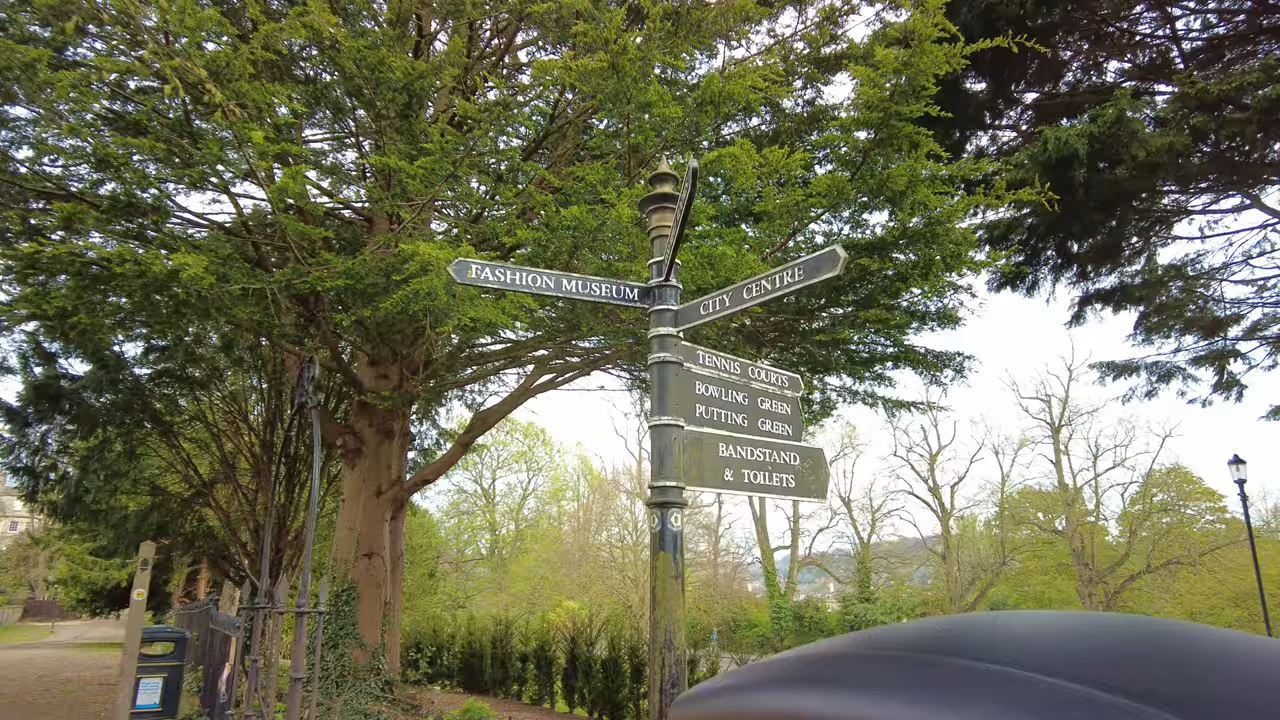 FASHION MUSEUM
CITY CENTRE
TENNIS COURTS
BOWLING GREEN
PUTTING GREEN
BANDSTAND
& TOILETS